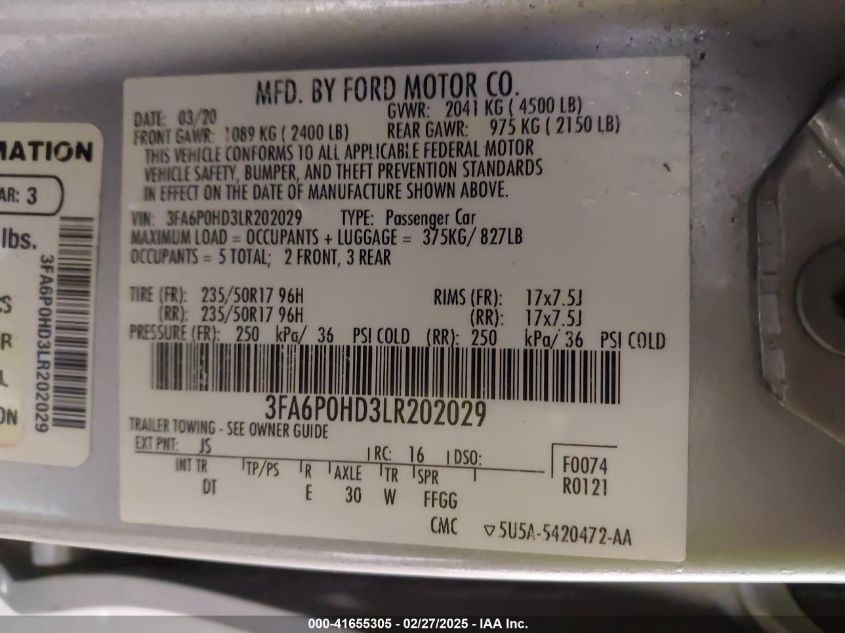 MFD. BY FORD MOTOR CO.
DATE: 03/20 GVWR: 2041 KG ( 4500 LB)
FRONT GAWR: 1089 KG ( 2400 LB) REAR GAWR: 975 KG ( 2150 LB)
THIS VEHICLE CONFORMS TO ALL APPLICABLE FEDERAL MOTOR
VEHICLE SAFETY, BUMPER, AND THEFT PREVENTION STANDARDS
IN EFFECT ON THE DATE OF MANUFACTURE SHOWN ABOVE.
VIN: 3FA6P0HD3LR202029 TYPE: Passenger Car
MAXIMUM LOAD = OCCUPANTS + LUGGAGE = 375KG/ 827LB
OCCUPANTS = 5 TOTAL; 2 FRONT, 3 REAR
TIRE (FR): 235/50R17 96H RIMS (FR): 17x7.5J
(RR): 235/50R17 96H (RR): 17x7.5J
PRESSURE (FR): 250 kPa/ 36 PSI COLD (RR): 250 kPa/ 36 PSI COLD
3FA6P0HD3LR202029
TRAILER TOWING - SEE OWNER GUIDE
EXT PNT: JS RC: 16 DSO:
INT TR TP/PS R AXLE TR SPR
DT E 30 W FFGG
F0074
R0121
CMC ▽5U5A-5420472-AA
MATION
AR: 3
lbs.
CS
R
L
ON
3FA6P0HD3LR202029
000-41655305 - 02/27/2025 - IAA Inc.